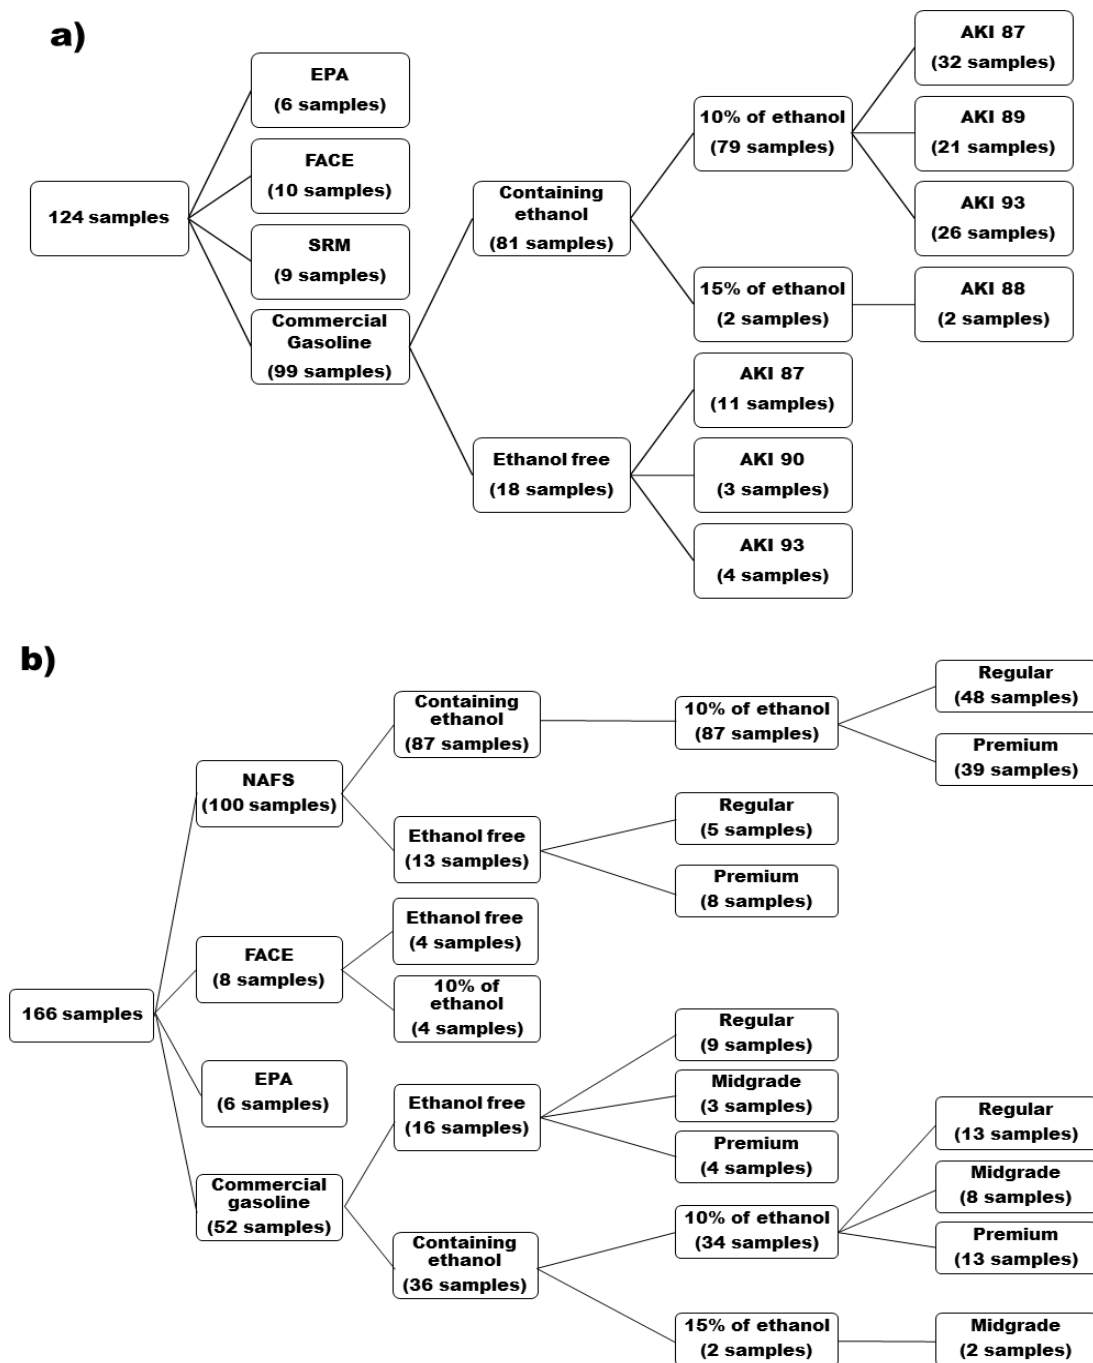 a)
124 samples
EPA
(6 samples)
FACE
(10 samples)
SRM
(9 samples)
Commercial
Gasoline
(99 samples)
Containing
ethanol
(81 samples)
Ethanol free
(18 samples)
10% of ethanol
(79 samples)
15% of ethanol
(2 samples)
AKI 87
(11 samples)
AKI 90
(3 samples)
AKI 93
(4 samples)
AKI 87
(32 samples)
AKI 89
(21 samples)
AKI 93
(26 samples)
AKI 88
(2 samples)
b)
166 samples
NAFS
(100 samples)
FACE
(8 samples)
EPA
(6 samples)
Commercial
gasoline
(52 samples)
Containing
ethanol
(87 samples)
Ethanol free
(13 samples)
Ethanol free
(4 samples)
10% of
ethanol
(4 samples)
Ethanol free
(16 samples)
Containing
ethanol
(36 samples)
10% of ethanol
(87 samples)
Regular
(5 samples)
Premium
(8 samples)
Regular
(9 samples)
Midgrade
(3 samples)
Premium
(4 samples)
10% of ethanol
(34 samples)
15% of ethanol
(2 samples)
Regular
(48 samples)
Premium
(39 samples)
Regular
(13 samples)
Midgrade
(8 samples)
Premium
(13 samples)
Midgrade
(2 samples)